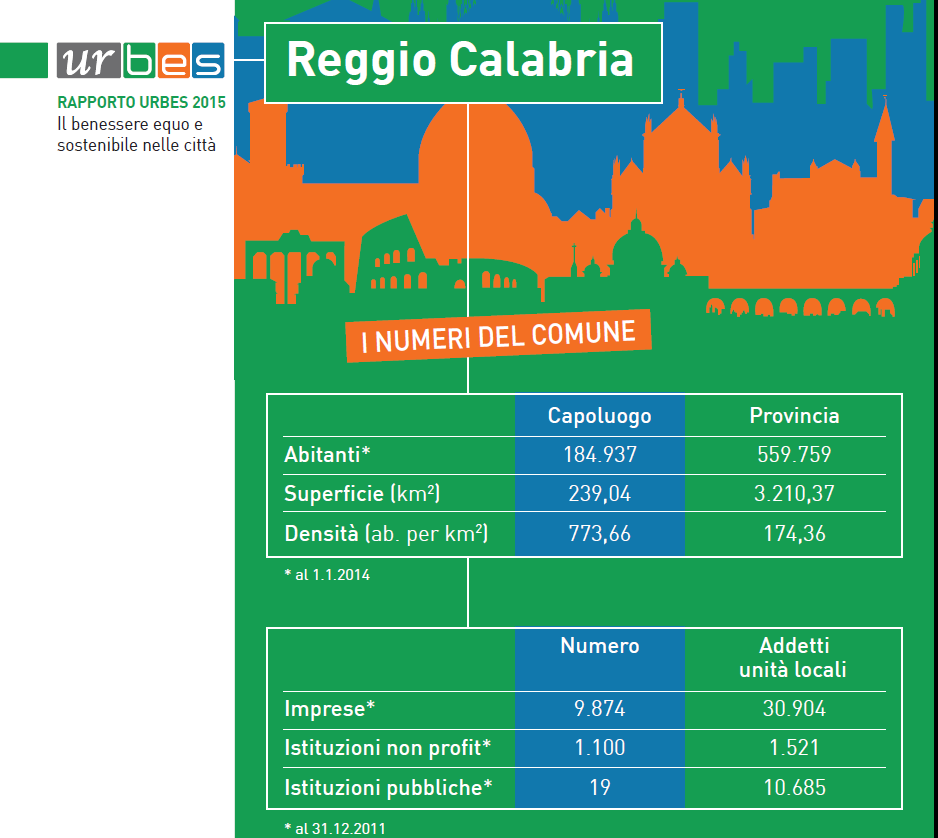 urbes
RAPPORTO URBES 2015
Il benessere equo e
sostenibile nelle città
Reggio Calabria
I NUMERI DEL COMUNE
Capoluogo Provincia
Abitanti* 184.937 559.759
Superficie (km²) 239,04 3.210,37
Densità (ab. per km²) 773,66 174,36
* al 1.1.2014
Numero Addetti
unità locali
Imprese* 9.874 30.904
Istituzioni non profit* 1.100 1.521
Istituzioni pubbliche* 19 10.685
* al 31.12.2011